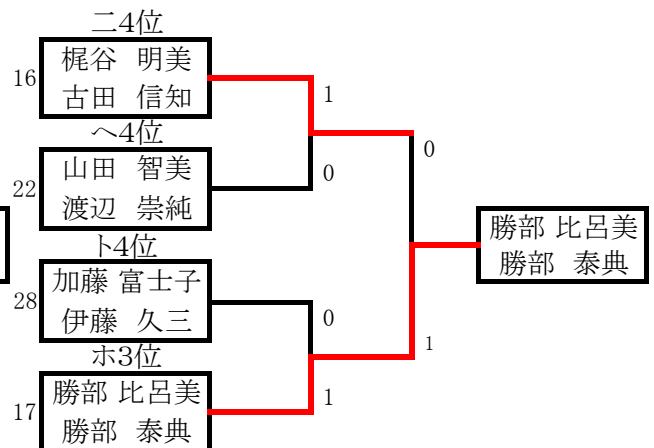 ニ4位
16
梶谷 明美
古田 信知
1
0
ヘ4位
22
山田 智美
渡辺 崇純
0
勝部 比呂美
勝部 泰典
ト4位
28
加藤 富士子
伊藤 久三
0
1
ホ3位
17
勝部 比呂美
勝部 泰典
1